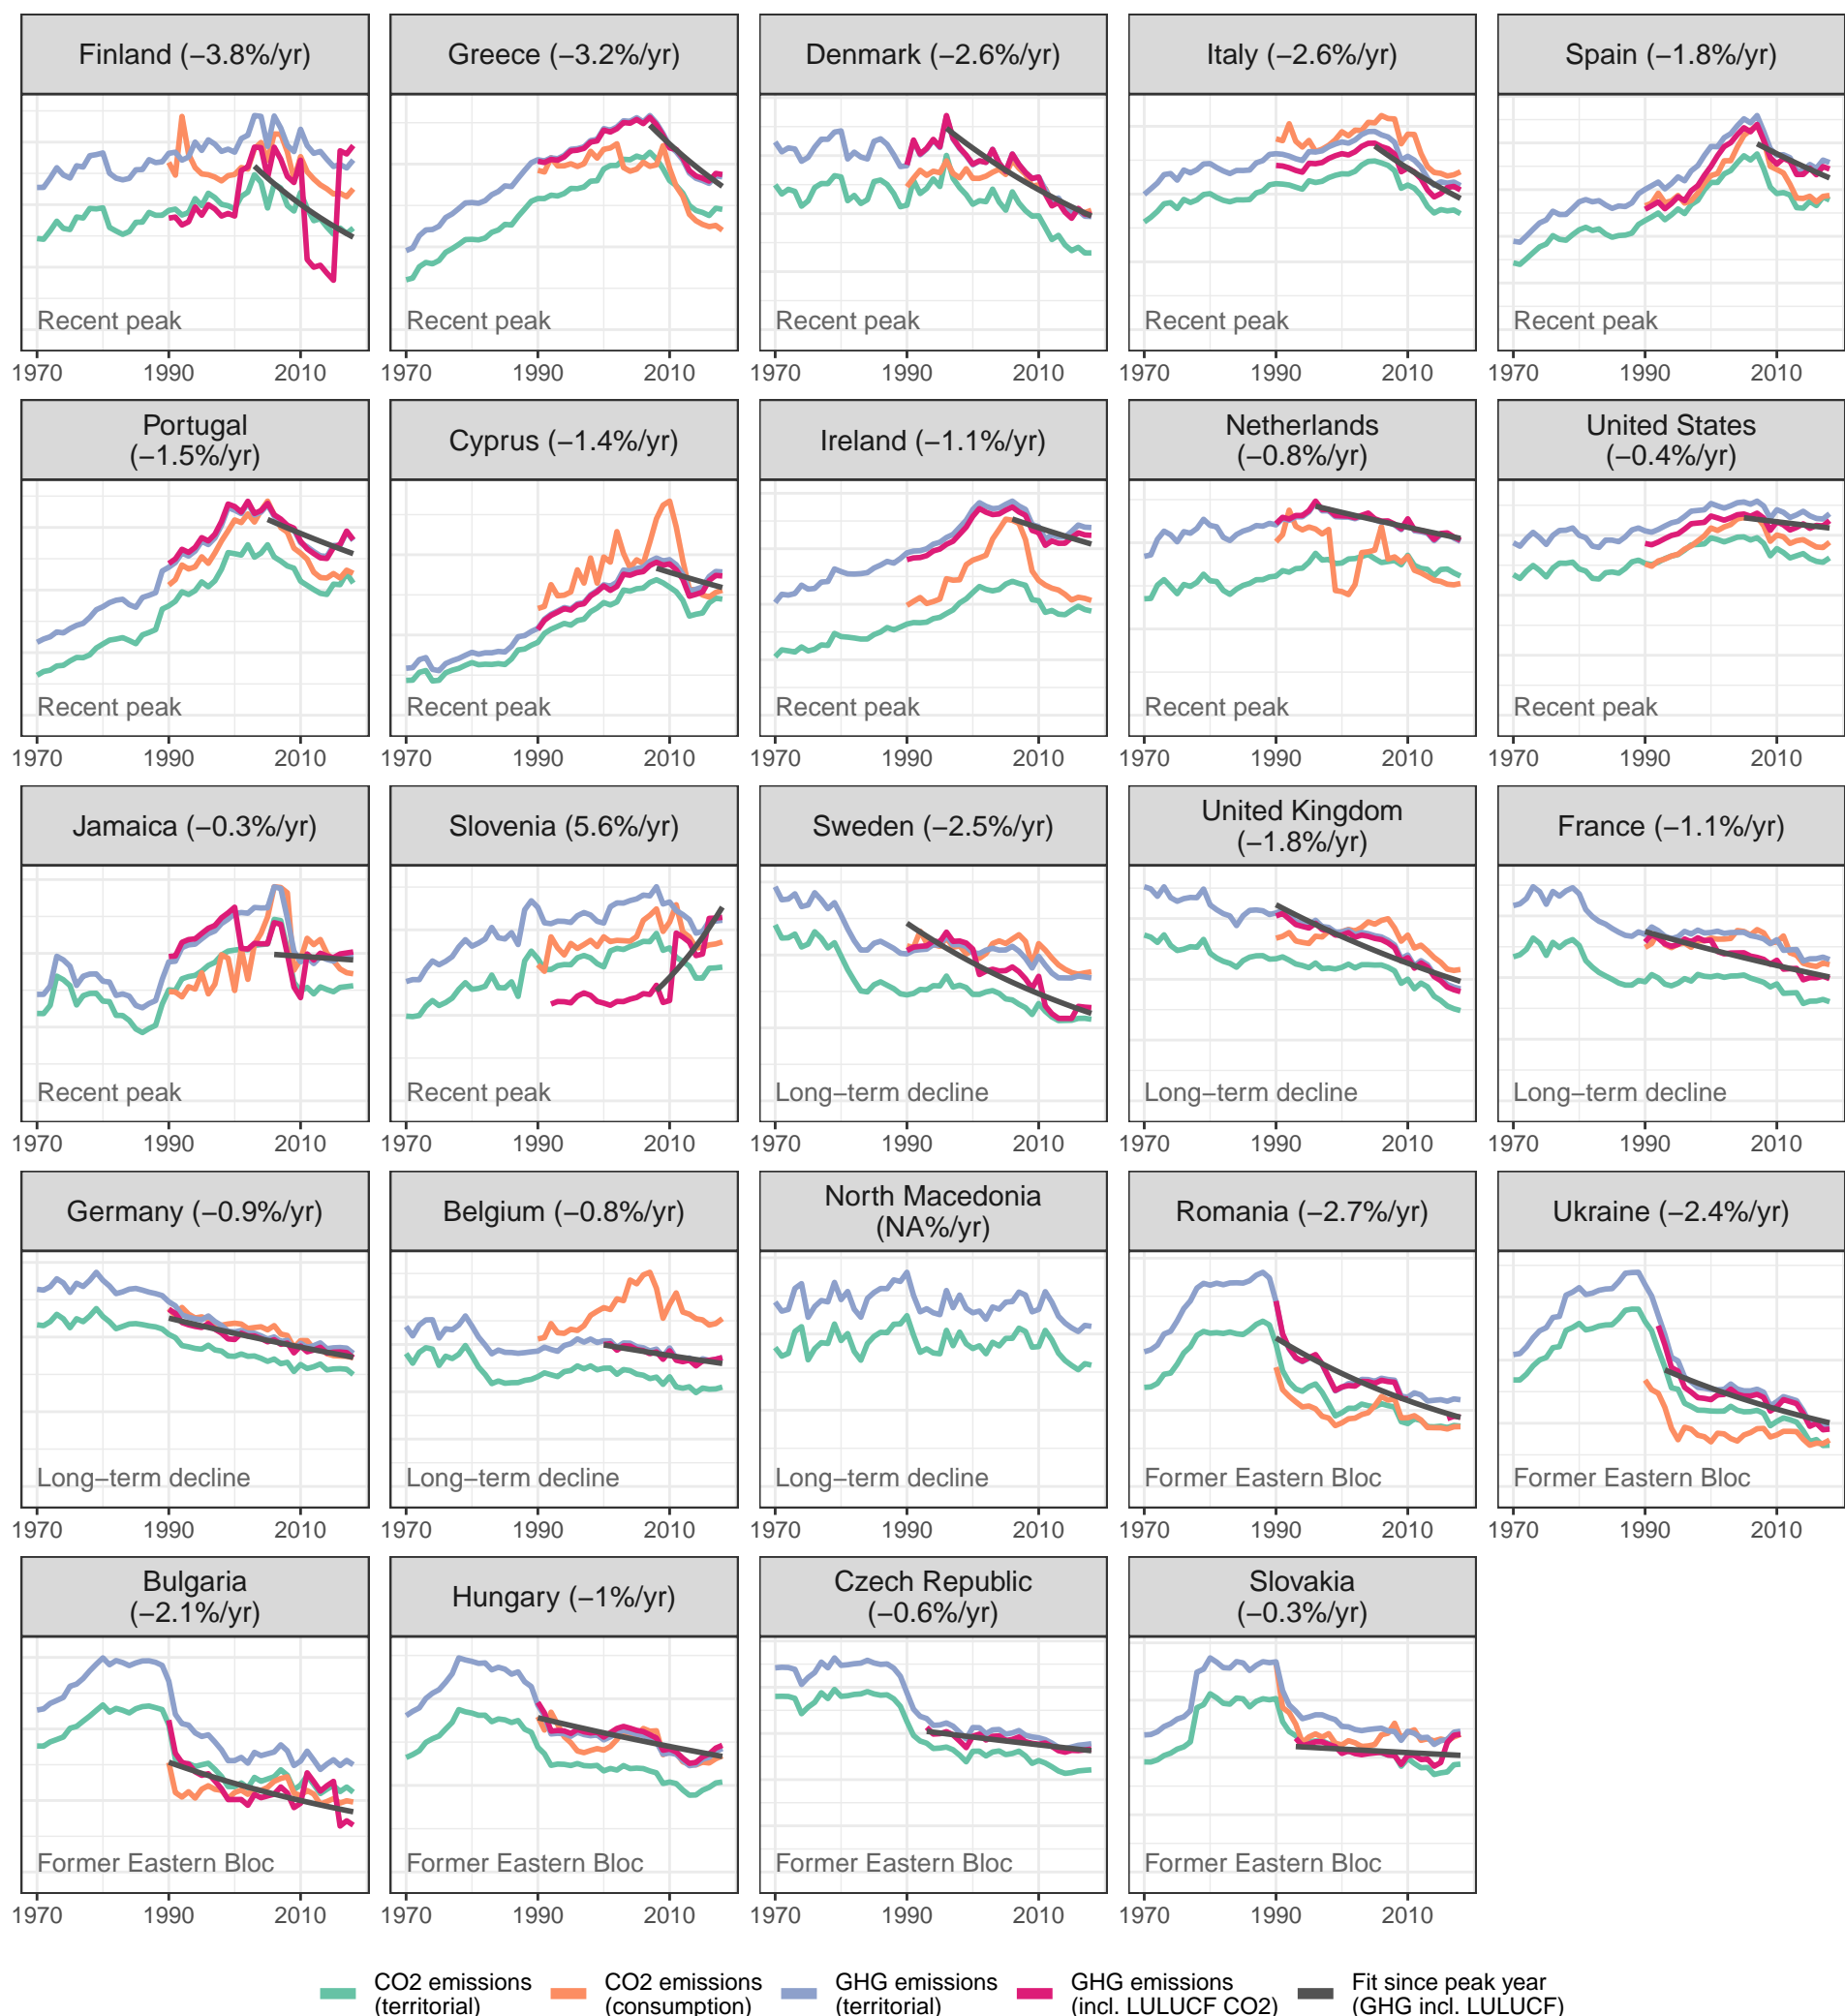 Finland (−3.8%/yr)
Greece (−3.2%/yr)
Denmark (−2.6%/yr)
Italy (−2.6%/yr)
Spain (−1.8%/yr)
Recent peak
Recent peak
Recent peak
Recent peak
Recent peak
1970 1990 2010
1970 1990 2010
1970 1990 2010
1970 1990 2010
1970 1990 2010
Portugal
(−1.5%/yr)
Cyprus (−1.4%/yr)
Ireland (−1.1%/yr)
Netherlands
(−0.8%/yr)
United States
(−0.4%/yr)
Recent peak
Recent peak
Recent peak
Recent peak
Recent peak
1970 1990 2010
1970 1990 2010
1970 1990 2010
1970 1990 2010
1970 1990 2010
Jamaica (−0.3%/yr)
Slovenia (5.6%/yr)
Sweden (−2.5%/yr)
United Kingdom
(−1.8%/yr)
France (−1.1%/yr)
Recent peak
Recent peak
Long−term decline
Long−term decline
Long−term decline
1970 1990 2010
1970 1990 2010
1970 1990 2010
1970 1990 2010
1970 1990 2010
Germany (−0.9%/yr)
Belgium (−0.8%/yr)
North Macedonia
(NA%/yr)
Romania (−2.7%/yr)
Ukraine (−2.4%/yr)
Long−term decline
Long−term decline
Long−term decline
Former Eastern Bloc
Former Eastern Bloc
1970 1990 2010
1970 1990 2010
1970 1990 2010
1970 1990 2010
1970 1990 2010
Bulgaria
(−2.1%/yr)
Hungary (−1%/yr)
Czech Republic
(−0.6%/yr)
Slovakia
(−0.3%/yr)
Former Eastern Bloc
Former Eastern Bloc
Former Eastern Bloc
Former Eastern Bloc
1970 1990 2010
1970 1990 2010
1970 1990 2010
1970 1990 2010
CO2 emissions
(territorial)
CO2 emissions
(consumption)
GHG emissions
(territorial)
GHG emissions
(incl. LULUCF CO2)
Fit since peak year
(GHG incl. LULUCF)